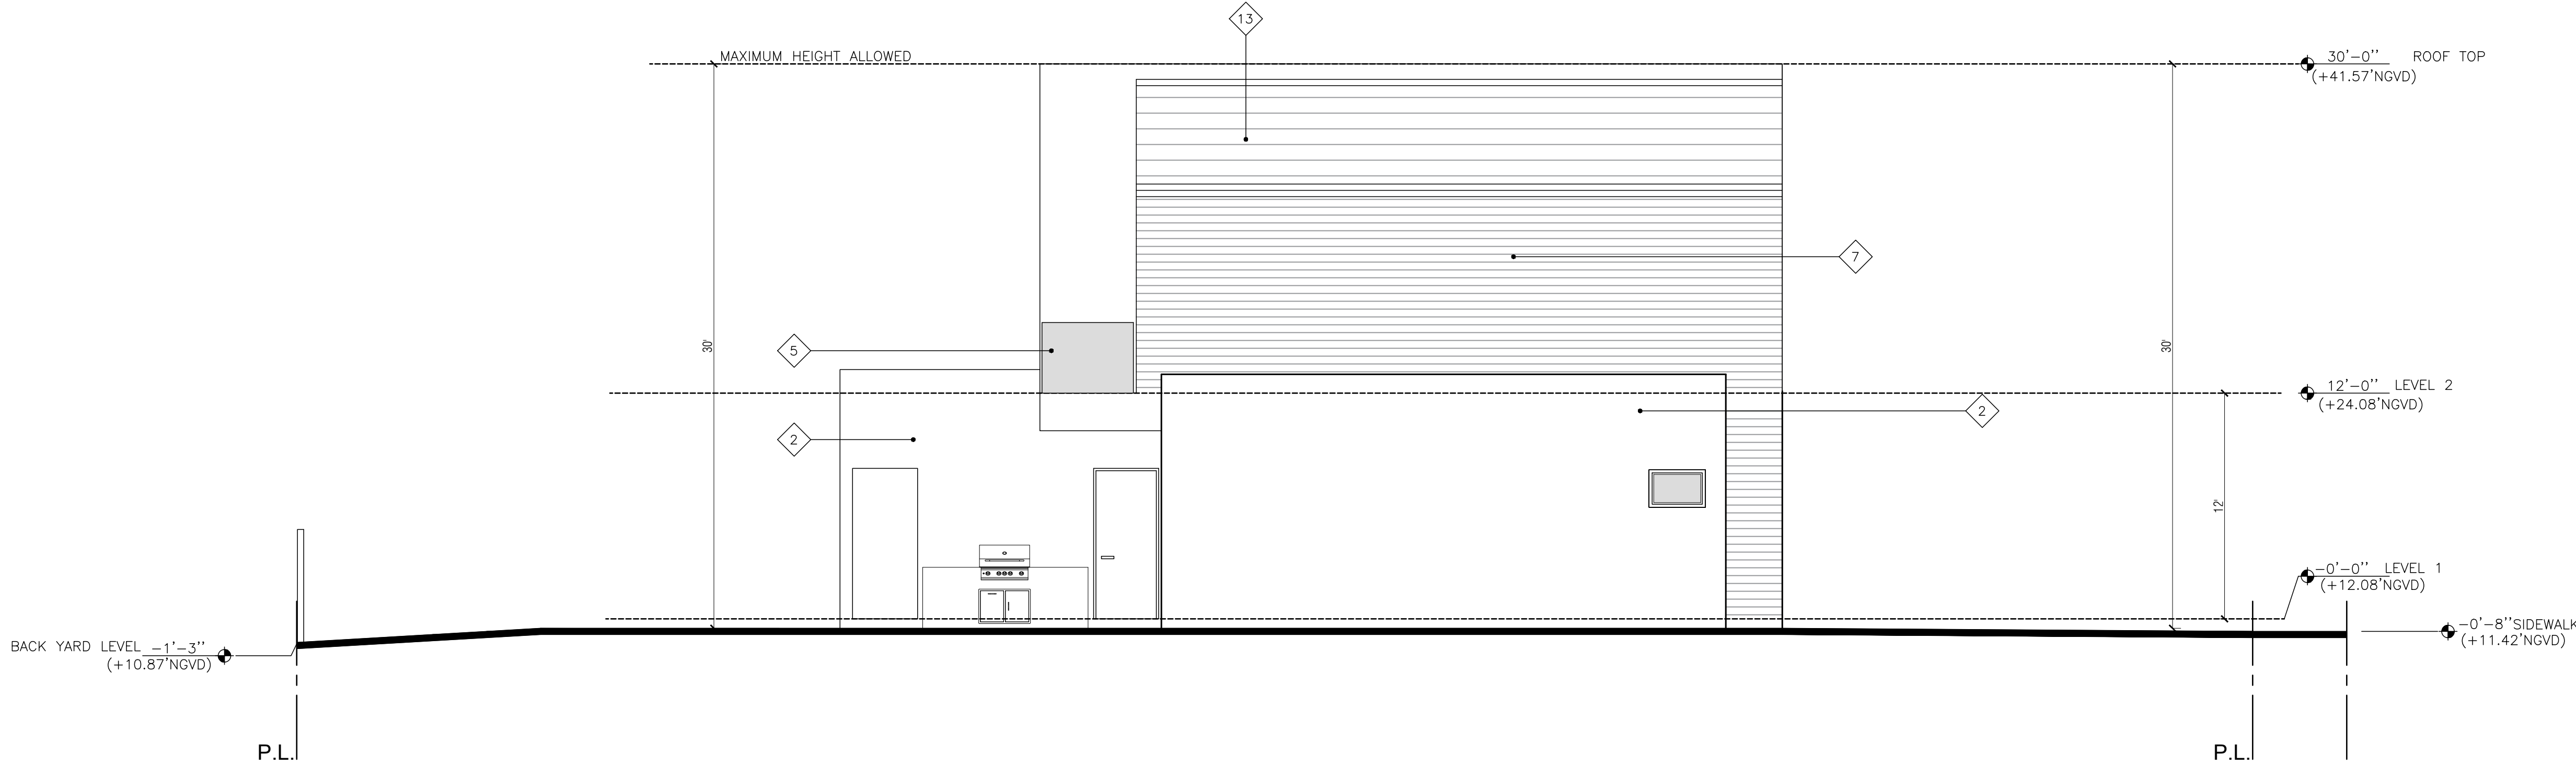 13
MAXIMUM HEIGHT ALLOWED
30'-0'' ROOF TOP
(+41.57'NGVD)
7
30'
30'
5
12'-0'' LEVEL 2
(+24.08'NGVD)
2
2
12'
-0'-0'' LEVEL 1
(+12.08'NGVD)
-0'-8''SIDEWALK
(+11.42'NGVD)
BACK YARD LEVEL -1'-3''
(+10.87'NGVD)
P.L.
P.L.